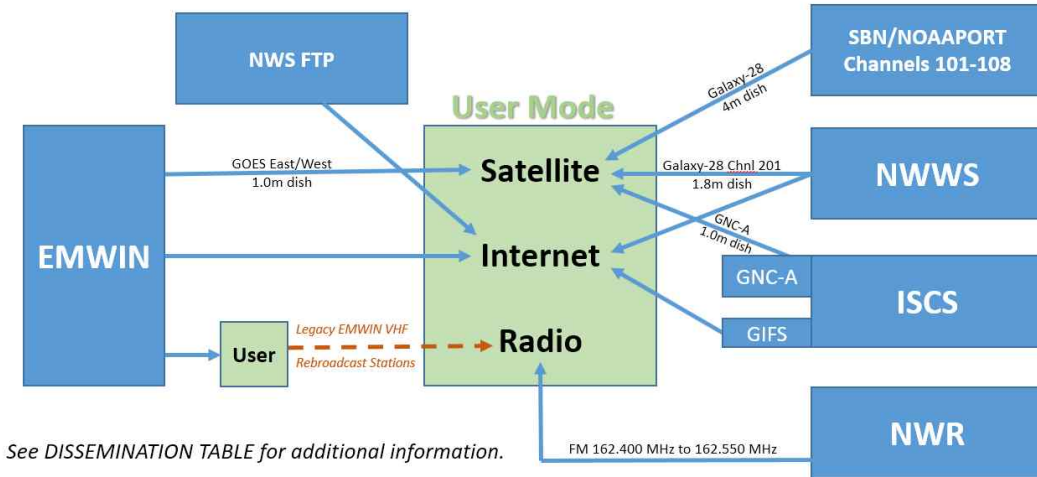 SBN/NOAAPORT
Channels 101-108
NWS FTP
Galaxy-28
4m dish
User Mode
GOES East/West
1.0m dish
Satellite
Galaxy-28 Chnl 201
1.8m dish
NWWS
GNC-A
1.0m dish
EMWIN
Internet
GNC-A
ISCS
GIFS
Legacy EMWIN VHF
User
Rebroadcast Stations
Radio
NWR
See DISSEMINATION TABLE for additional information.
FM 162.400 MHz to 162.550 MHz